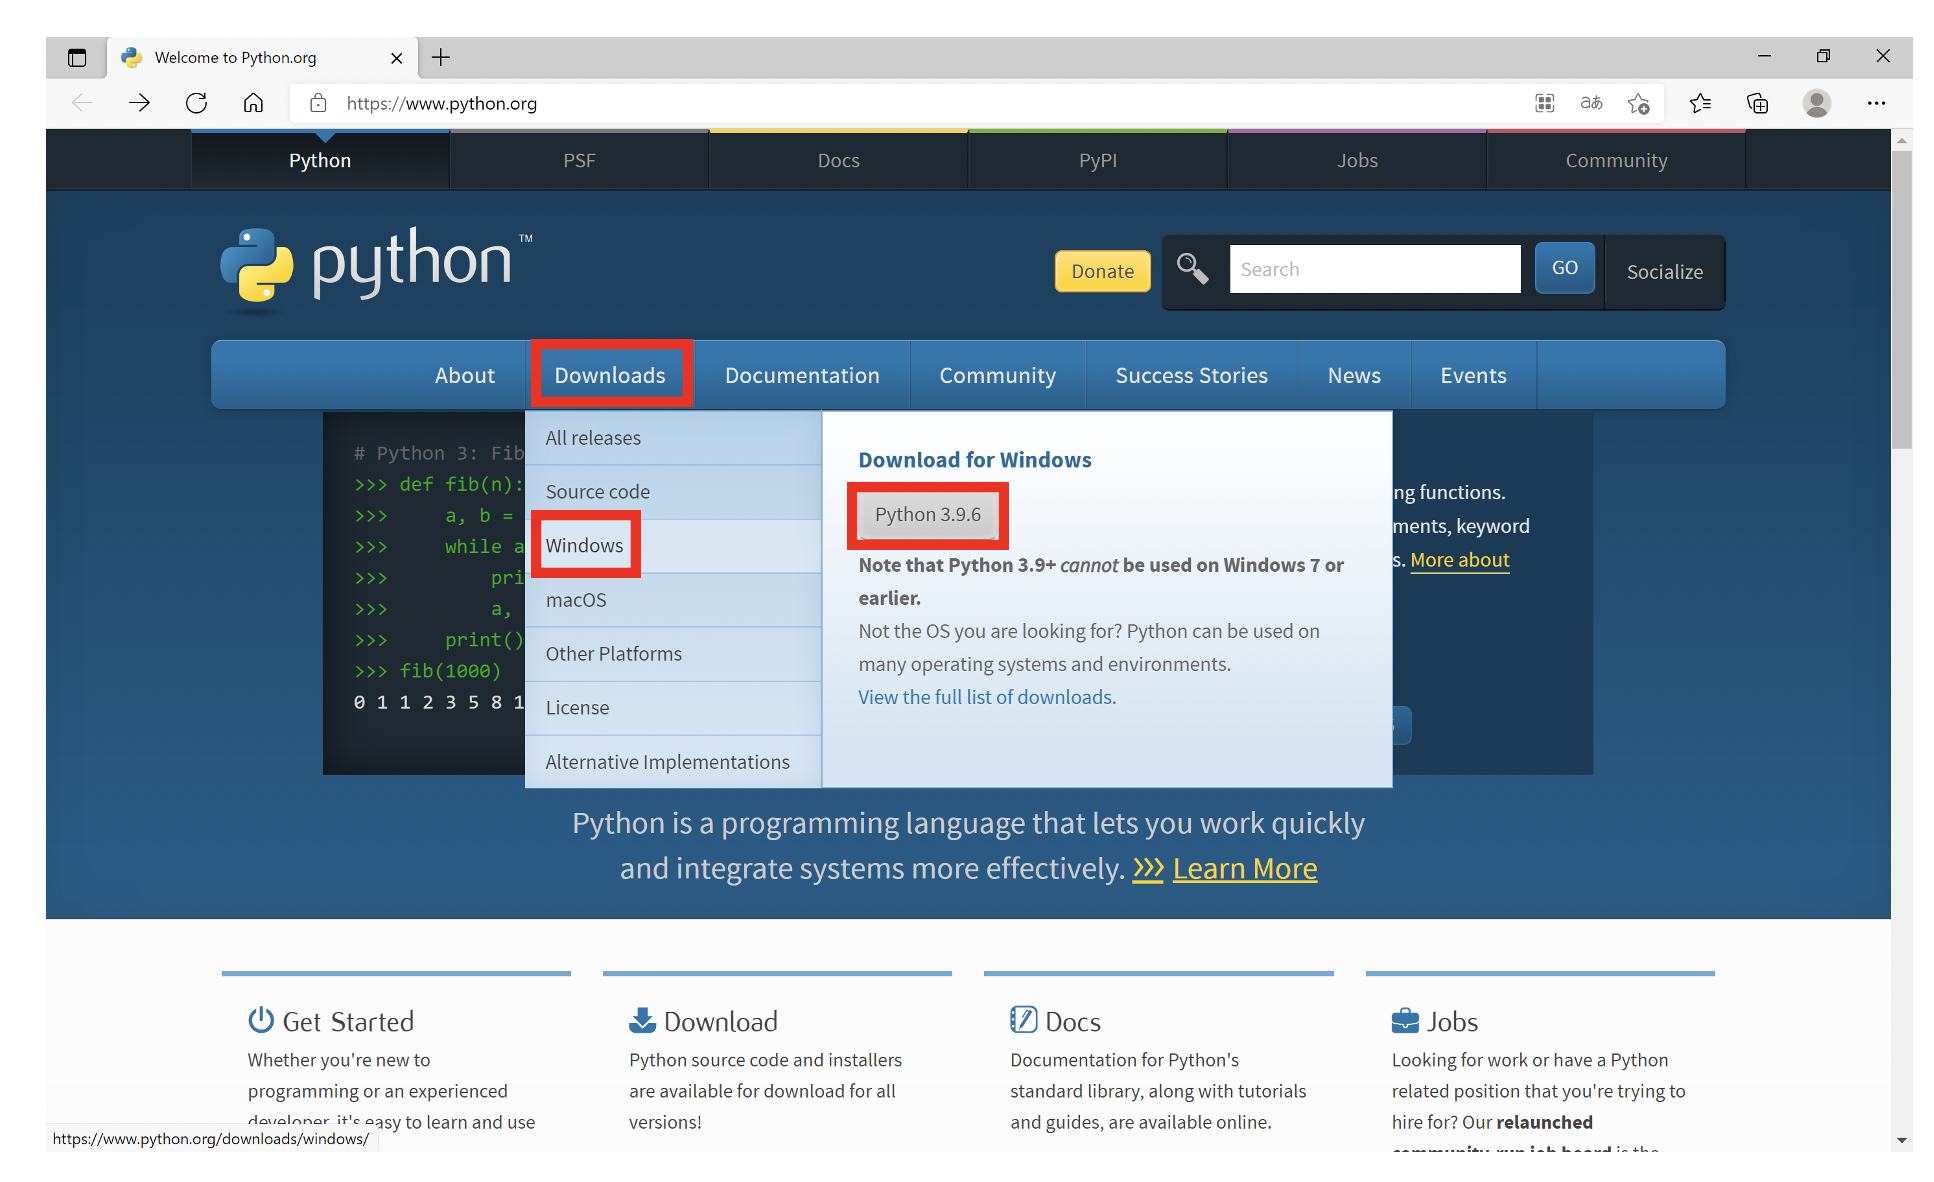 Welcome to Python.org
https://www.python.org
aあ
Python
PSF
Docs
PyPI
Jobs
Community
python™
Donate
Search
GO
Socialize
About
Downloads
Documentation
Community
Success Stories
News
Events
# Python 3: Fib
>>> def fib(n):
>>>     a, b =
>>>     while a
>>>         pri
>>>         a,
>>>     print()
>>> fib(1000)
0 1 1 2 3 5 8 1
All releases
Source code
Windows
macOS
Other Platforms
License
Alternative Implementations
Download for Windows
Python 3.9.6
Note that Python 3.9+ cannot be used on Windows 7 or
earlier.
Not the OS you are looking for? Python can be used on
many operating systems and environments.
View the full list of downloads.
ng functions.
ments, keyword
s. More about
Python is a programming language that lets you work quickly
and integrate systems more effectively. >>> Learn More
Get Started
Whether you're new to
programming or an experienced
developer, it's easy to learn and use
Download
Python source code and installers
are available for download for all
versions!
Docs
Documentation for Python's
standard library, along with tutorials
and guides, are available online.
Jobs
Looking for work or have a Python
related position that you're trying to
hire for? Our relaunched
community-run job board is the
https://www.python.org/downloads/windows/